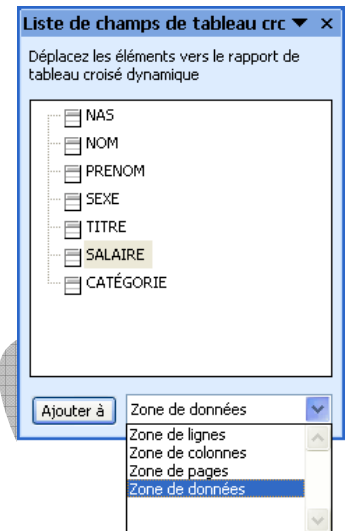 Liste de champs de tableau crc
Déplacez les éléments vers le rapport de
tableau croisé dynamique
NAS
NOM
PRENOM
SEXE
TITRE
SALAIRE
CATÉGORIE
Ajouter à
Zone de données
Zone de lignes
Zone de colonnes
Zone de pages
Zone de données